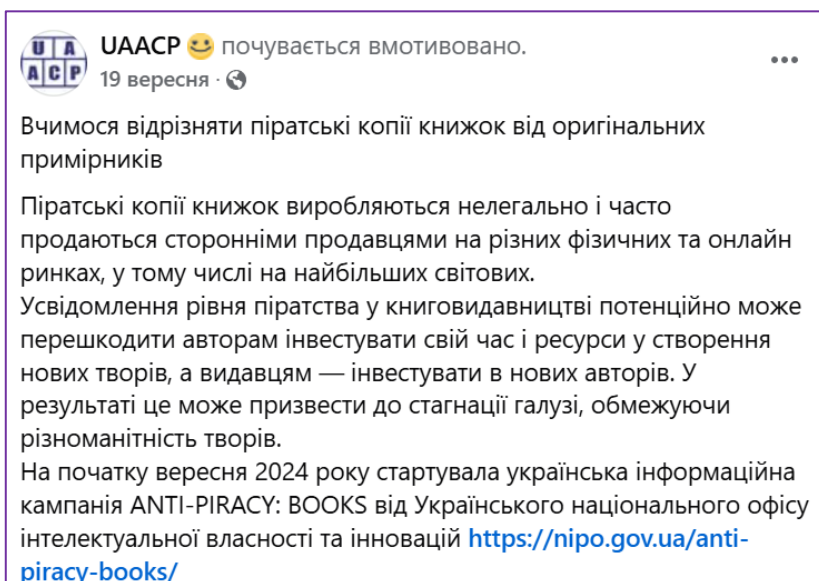 UAACP 😀 почувається вмотивовано.
UA
ACP
19 вересня ·
Вчимося відрізняти піратські копії книжок від оригінальних
примірників
Піратські копії книжок виробляються нелегально і часто
продаються сторонніми продавцями на різних фізичних та онлайн
ринках, у тому числі на найбільших світових.
Усвідомлення рівня піратства у книговидавництві потенційно може
перешкодити авторам інвестувати свій час і ресурси у створення
нових творів, а видавцям — інвестувати в нових авторів. У
результаті це може призвести до стагнації галузі, обмежуючи
різноманітність творів.
На початку вересня 2024 року стартувала українська інформаційна
кампанія ANTI-PIRACY: BOOKS від Українського національного офісу
інтелектуальної власності та інновацій https://nipo.gov.ua/anti-
piracy-books/